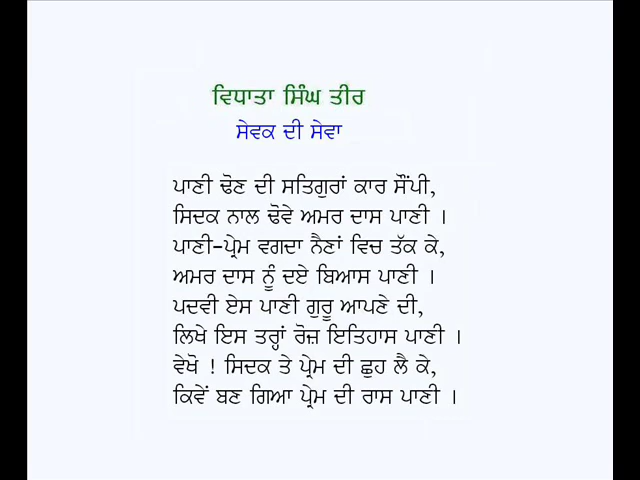 ਵਿਧਾਤਾ ਸਿੰਘ ਤੀਰ
ਸੇਵਕ ਦੀ ਸੇਵਾ
ਪਾਣੀ ਢੋਣ ਦੀ ਸਤਿਗੁਰਾਂ ਕਾਰ ਸੌਂਪੀ,
ਸਿਦਕ ਨਾਲ ਢੋਵੇ ਅਮਰ ਦਾਸ ਪਾਣੀ ।
ਪਾਣੀ-ਪ੍ਰੇਮ ਵਗਦਾ ਨੈਣਾਂ ਵਿਚ ਤੱਕ ਕੇ,
ਅਮਰ ਦਾਸ ਨੂੰ ਦਏ ਬਿਆਸ ਪਾਣੀ ।
ਪਦਵੀ ਏਸ ਪਾਣੀ ਗੁਰੂ ਆਪਣੇ ਦੀ,
ਲਿਖੇ ਇਸ ਤਰ੍ਹਾਂ ਰੋਜ਼ ਇਤਿਹਾਸ ਪਾਣੀ ।
ਵੇਖੋ ! ਸਿਦਕ ਤੇ ਪ੍ਰੇਮ ਦੀ ਛੁਹ ਲੈ ਕੇ,
ਕਿਵੇਂ ਬਣ ਗਿਆ ਪ੍ਰੇਮ ਦੀ ਰਾਸ ਪਾਣੀ ।